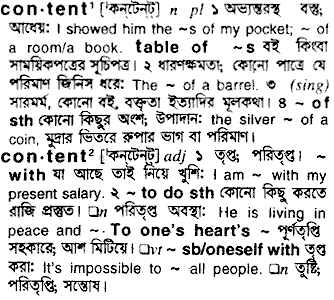 con·tent¹ [ˈকন্‌টেন্ট্] n pl ১ অভ্যন্তরস্থ বস্তু,
আধেয়: I showed him the ~s of my pocket; ~ of
a room/a book. table of ~s বই কিংবা
সাময়িকপত্রের সূচিপত্র। ২ ধারণক্ষমতা; কোনো পাত্রে যে
পরিমাণ জিনিস ধরে: The ~ of a barrel. ৩ (sing)
সারমর্ম, কোনো বই, বক্তৃতা ইত্যাদির মূলকথা। ৪ ~ of
sth কোনো কিছুর অংশ, উপাদান: the silver ~ of a
coin, মুদ্রার ভিতরে রুপার ভাগ বা পরিমাণ।
con·tent² [কন্‌ˈটেন্ট্] adj ১ তৃপ্ত; পরিতৃপ্ত। ~
with যা আছে তাই নিয়ে খুশি: I am ~ with my
present salary. ২ ~ to do sth কোনো কিছু করতে
রাজি প্রস্তুত। □n পরিতৃপ্ত অবস্থা: He is living in
peace and ~. To one's heart's ~ পূর্ণতৃপ্তি
সহকারে; আশ মিটিয়ে। □vt ~ sb/oneself with তৃপ্ত
করা: It's impossible to ~ all people. □n তুষ্টি;
পরিতৃপ্তি; সন্তোষ।